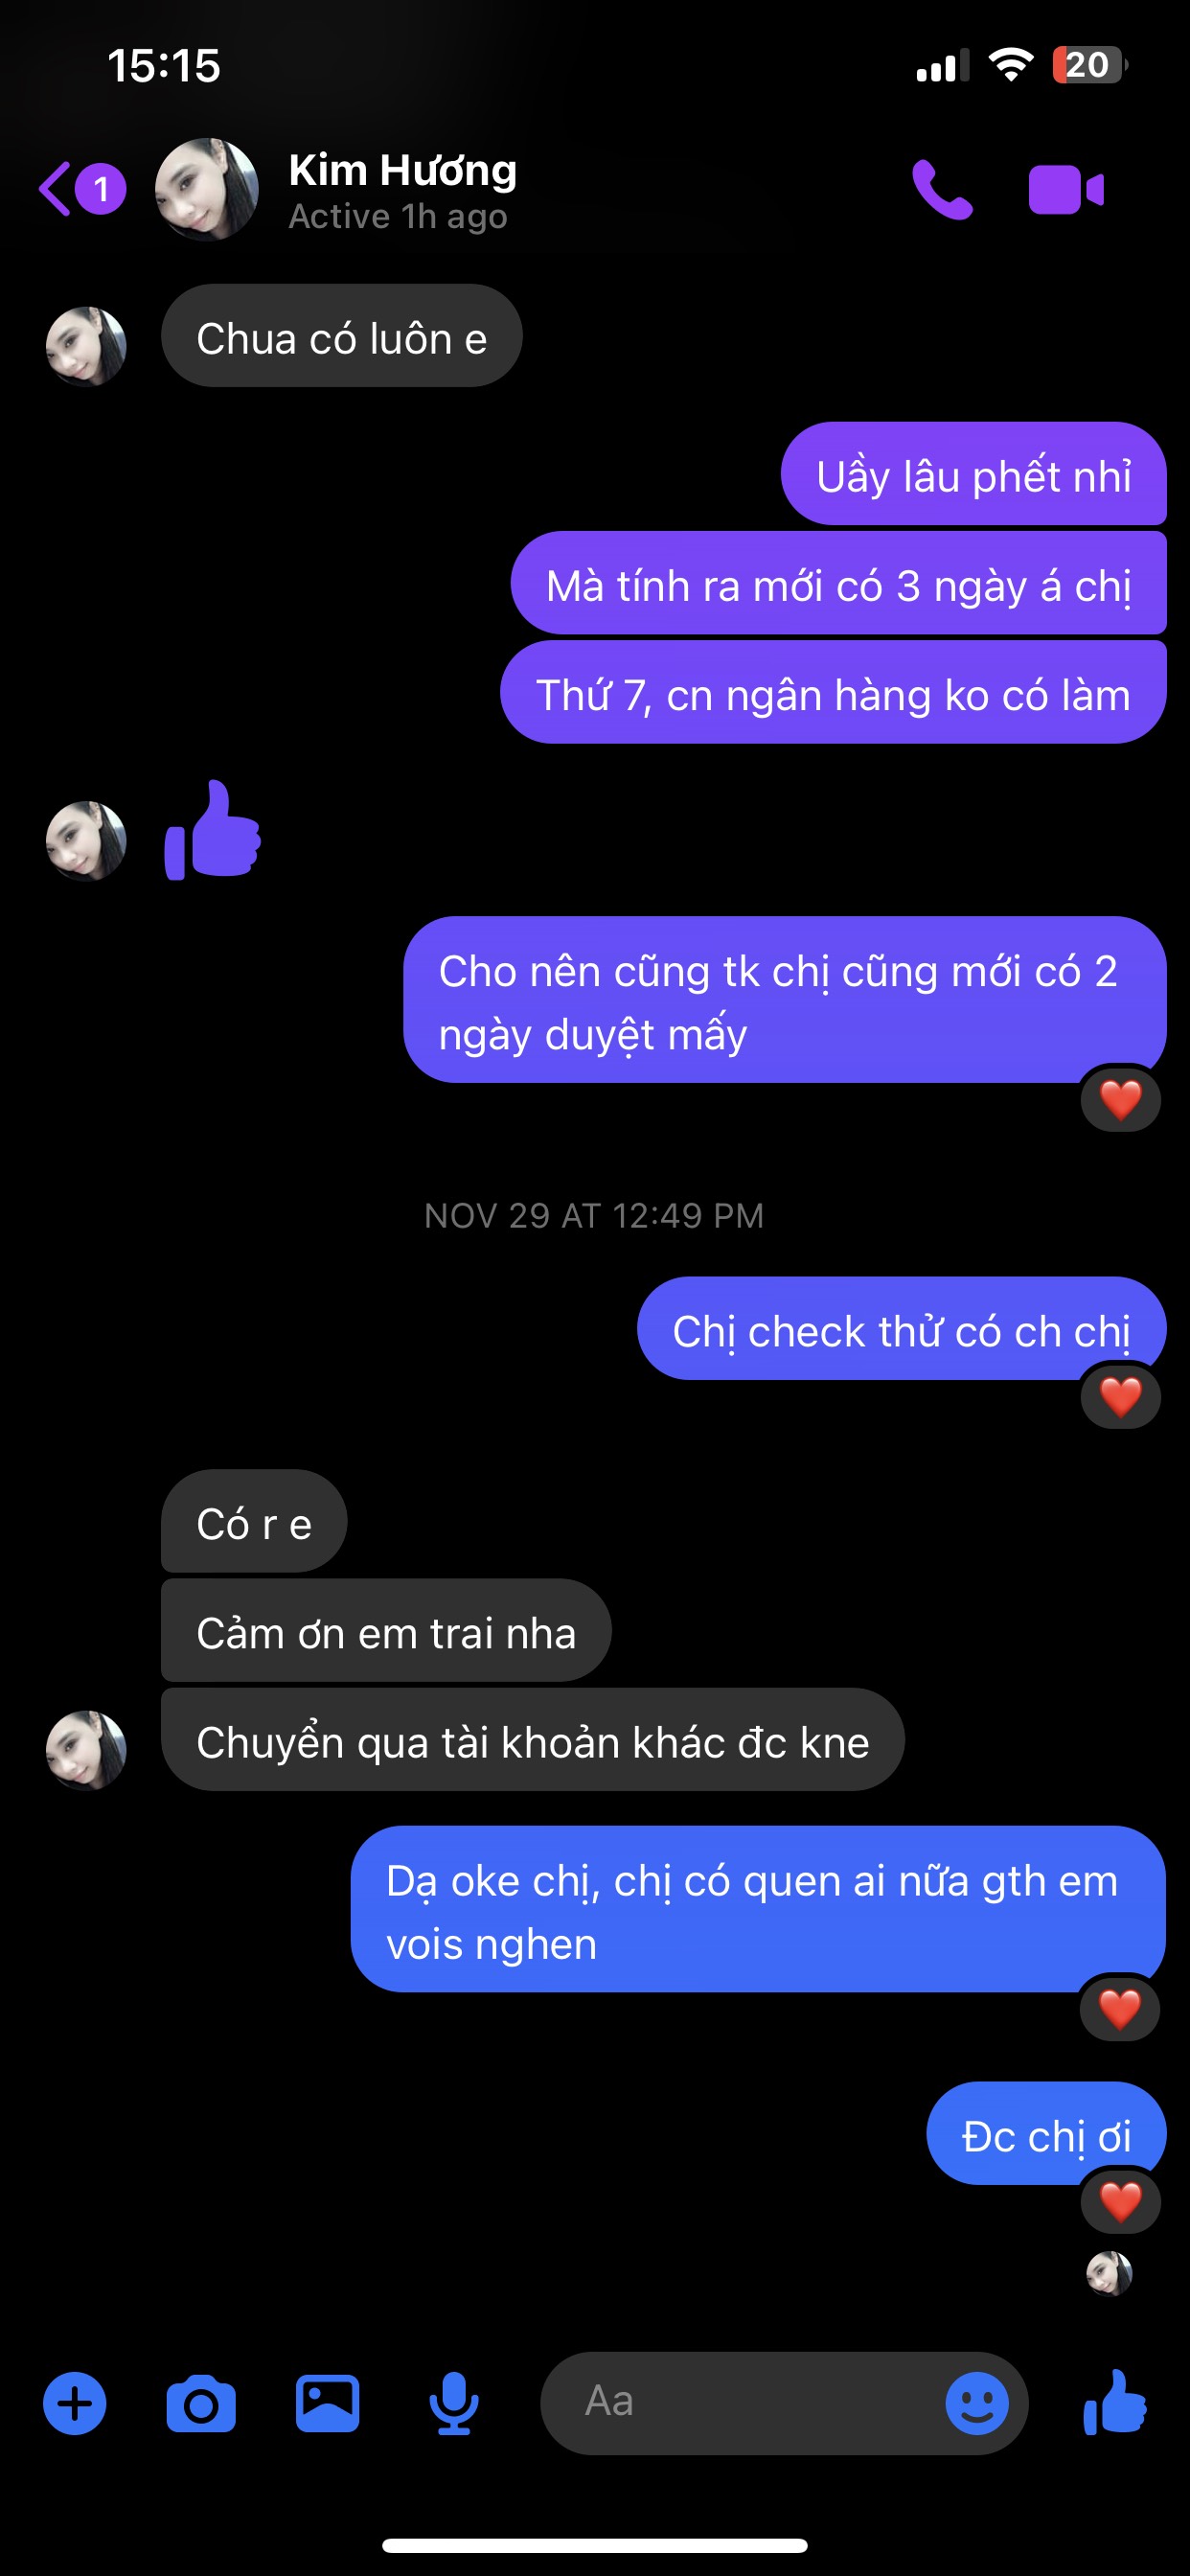 15:15
20
1
Kim Hương
Active 1h ago
Chua có luôn e
Uầy lâu phết nhỉ
Mà tính ra mới có 3 ngày á chị
Thứ 7, cn ngân hàng ko có làm
Cho nên cũng tk chị cũng mới có 2
ngày duyệt mấy
NOV 29 AT 12:49 PM
Chị check thử có ch chị
Có r e
Cảm ơn em trai nha
Chuyển qua tài khoản khác đc kne
Dạ oke chị, chị có quen ai nữa gth em
vois nghen
Đc chị ơi
Aa